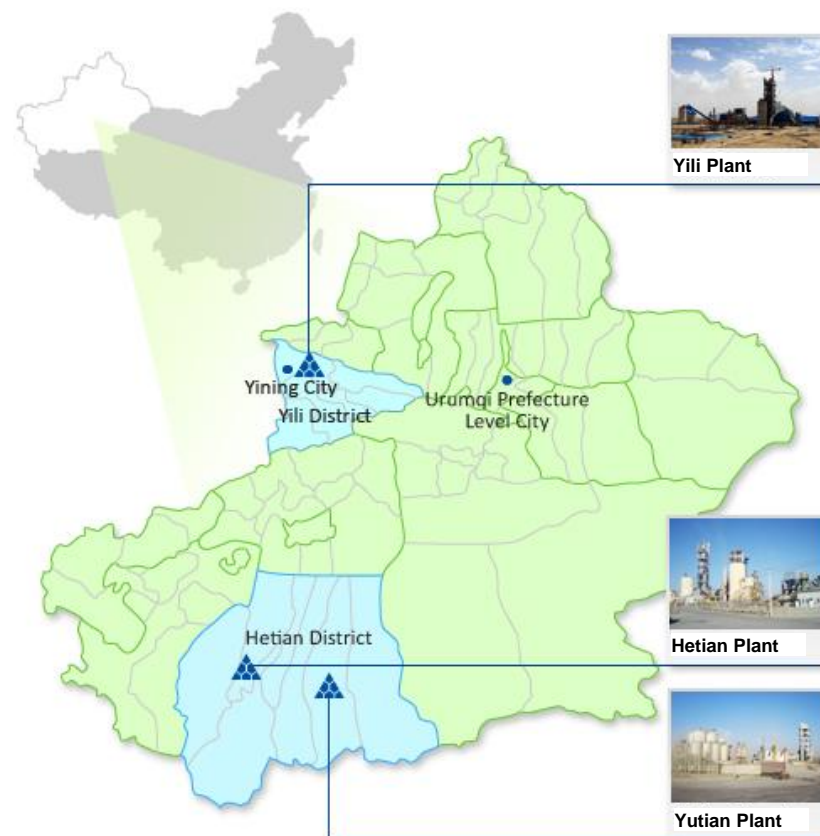 Yili Plant
Yining City
Yili District
Urumqi Prefecture
Level City
Hetian District
Hetian Plant
Yutian Plant